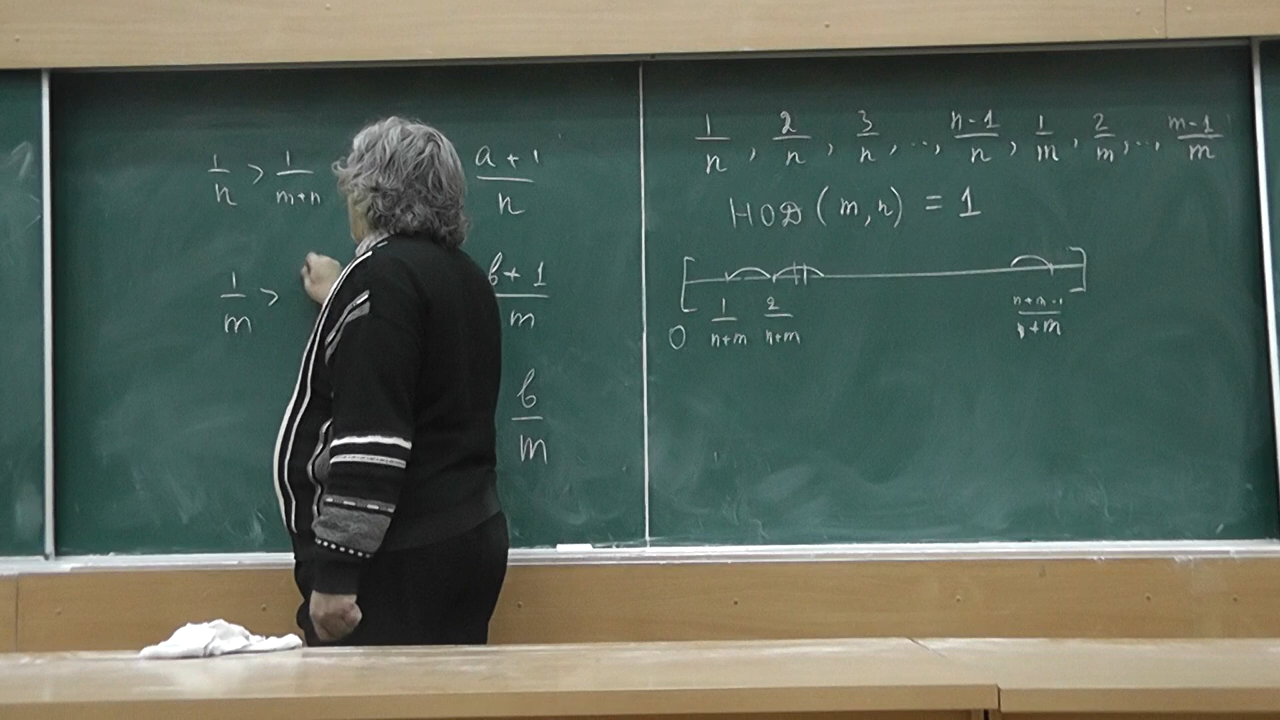 1/n > 1/(m+n)
(a+1)/n
1/m >
(b+1)/m
b/m
1/n , 2/n , 3/n , ..., (n-1)/n , 1/m , 2/m , ..., (m-1)/m
НОД (m, n) = 1
[ ]
0 1/(n+m) 2/(n+m) (n+m-1)/(n+m)